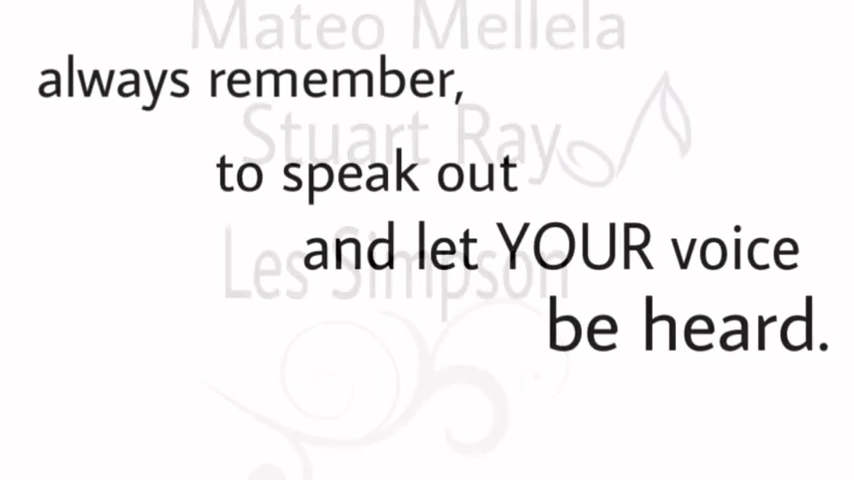 Mateo Mellela
always remember,
Stuart Ray
to speak out
and let YOUR voice
Les Simpson
be heard.